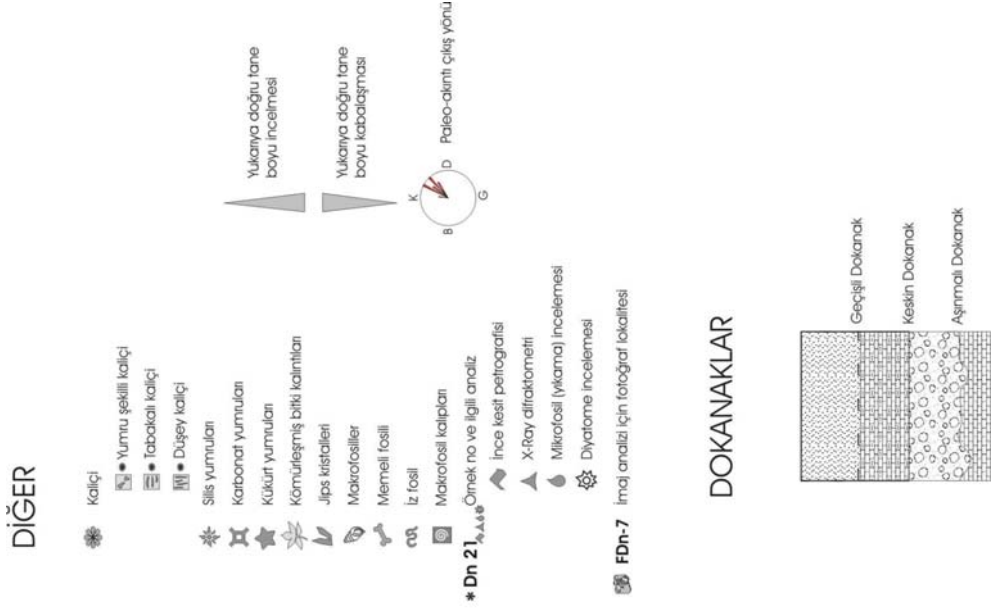 DİĞER
Kaliçi
Yumru şekilli kaliçi
Tabakalı kaliçi
Düşey kaliçi
Silis yumruları
Karbonat yumruları
Kükürt yumruları
Kömürleşmiş bitki kalıntıları
Jips kristalleri
Makrofosiller
Memeli fosili
İz fosil
Makrofosil kalıpları
* Dn 21 Örnek no ve ilgili analiz
İnce kesit petrografisi
X-Ray difraktometri
Mikrofosil (yıkama) incelemesi
Diyatome incelemesi
FDn-7 İmaj analizi için fotoğraf lokalitesi
Yukarıya doğru tane
boyu incelmesi
Yukarıya doğru tane
boyu kabalaşması
K
B D
G
Paleo-akıntı çıkış yönü
DOKANAKLAR
Geçişli Dokanak
Keskin Dokanak
Aşınmalı Dokanak